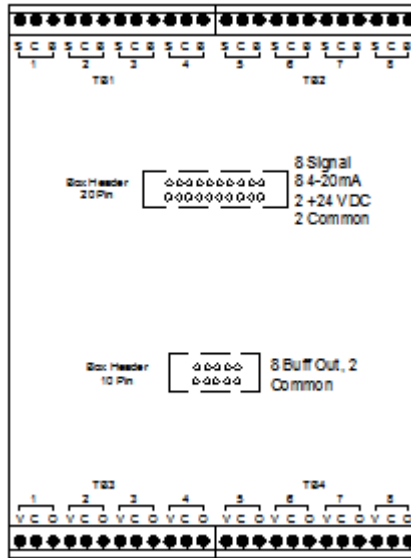 S C B S C B S C B S C B S C B S C B S C B S C B
1 2 3 4 5 6 7 8
TB1 TB2
Box Header
20 Pin
8 Signal
8 4-20mA
2 +24 VDC
2 Common
Box Header
10 Pin
8 Buff Out, 2
Common
TB3 TB4
1 2 3 4 5 6 7 8
V C O V C O V C O V C O V C O V C O V C O V C O